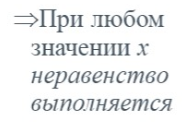 ⇒При любом
значении x
неравенство
выполняется